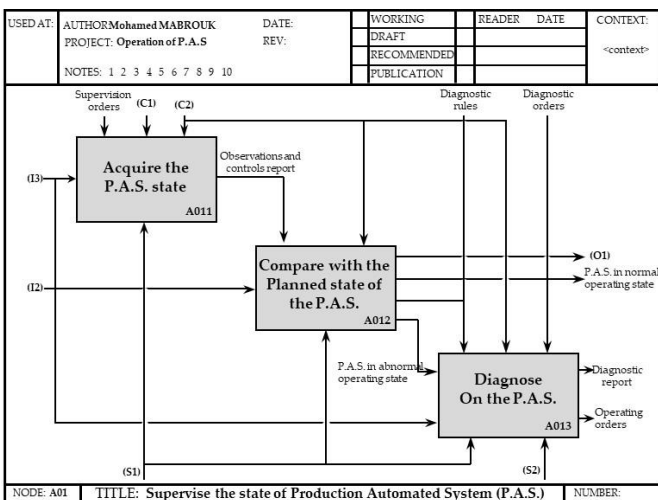 USED AT:
AUTHOR:Mohamed MABROUK
DATE:
PROJECT: Operation of P.A.S
REV:
NOTES: 1 2 3 4 5 6 7 8 9 10
WORKING
DRAFT
RECOMMENDED
PUBLICATION
READER DATE
CONTEXT:
<context>
Supervision
orders
(C1)
(C2)
Diagnostic
rules
Diagnostic
orders
(I3)
Acquire the
P.A.S. state
A011
Observations and
controls report
(I2)
Compare with the
Planned state of
the P.A.S.
A012
(O1)
P.A.S. in normal
operating state
P.A.S. in abnormal
operating state
Diagnose
On the P.A.S.
A013
Diagnostic
report
Operating
orders
(S1)
(S2)
NODE: A01
TITLE: Supervise the state of Production Automated System (P.A.S.)
NUMBER: